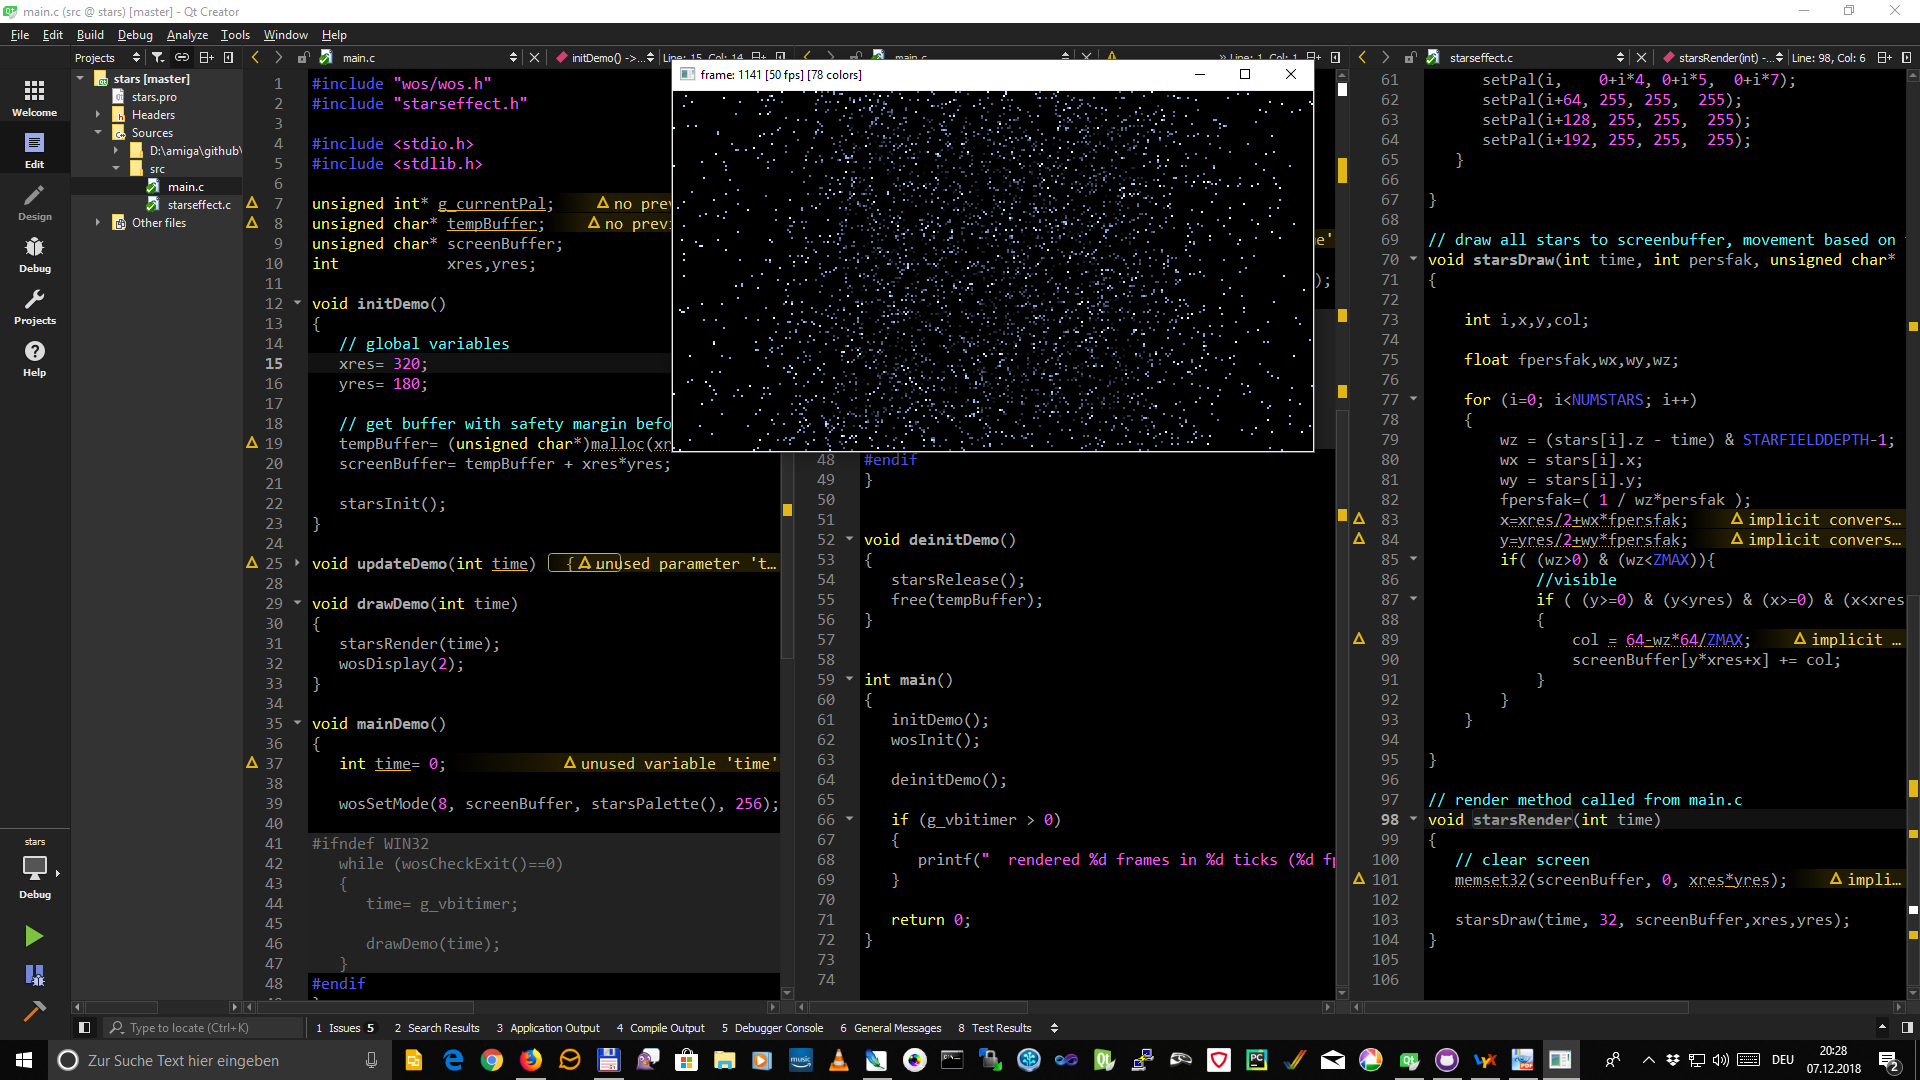 main.c (src @ stars) [master] - Qt Creator
File Edit Build Debug Analyze Tools Window Help
Projects
main.c
initDemo() ->...
Line: 15, Col: 14
main.c
Line: 1, Col: 1
starseffect.c
starsRender(int) -...
Line: 98, Col: 6
Welcome
Edit
Design
Debug
Projects
Help
stars
Debug
stars [master]
stars.pro
Headers
Sources
D:\amiga\github\
src
main.c
starseffect.c
Other files
1 #include "wos/wos.h"
2 #include "starseffect.h"
3
4 #include <stdio.h>
5 #include <stdlib.h>
6
7 unsigned int* g_currentPal; no prev
8 unsigned char* tempBuffer; no previ
9 unsigned char* screenBuffer;
10 int xres,yres;
11
12 void initDemo()
13 {
14 // global variables
15 xres= 320;
16 yres= 180;
17
18 // get buffer with safety margin befo
19 tempBuffer= (unsigned char*)malloc(xr
20 screenBuffer= tempBuffer + xres*yres;
21
22 starsInit();
23 }
24
25 void updateDemo(int time) { unused parameter 't...
28
29 void drawDemo(int time)
30 {
31 starsRender(time);
32 wosDisplay(2);
33 }
34
35 void mainDemo()
36 {
37 int time= 0; unused variable 'time'
38
39 wosSetMode(8, screenBuffer, starsPalette(), 256);
40
41 #ifndef WIN32
42 while (wosCheckExit()==0)
43 {
44 time= g_vbitimer;
45
46 drawDemo(time);
47 }
48 #endif
frame: 1141 [50 fps] [78 colors]
e'
);
48 #endif
49 }
50
51
52 void deinitDemo()
53 {
54 starsRelease();
55 free(tempBuffer);
56 }
57
58
59 int main()
60 {
61 initDemo();
62 wosInit();
63
64 deinitDemo();
65
66 if (g_vbitimer > 0)
67 {
68 printf("  rendered %d frames in %d ticks (%d fp
69 }
70
71 return 0;
72 }
73
74
61 setPal(i, 0+i*4, 0+i*5, 0+i*7);
62 setPal(i+64, 255, 255, 255);
63 setPal(i+128, 255, 255, 255);
64 setPal(i+192, 255, 255, 255);
65 }
66
67 }
68
69 // draw all stars to screenbuffer, movement based on
70 void starsDraw(int time, int persfak, unsigned char*
71 {
72
73 int i,x,y,col;
74
75 float fpersfak,wx,wy,wz;
76
77 for (i=0; i<NUMSTARS; i++)
78 {
79 wz = (stars[i].z - time) & STARFIELDDEPTH-1;
80 wx = stars[i].x;
81 wy = stars[i].y;
82 fpersfak=( 1 / wz*persfak );
83 x=xres/2+wx*fpersfak; implicit convers...
84 y=yres/2+wy*fpersfak; implicit convers...
85 if( (wz>0) & (wz<ZMAX)){
86 //visible
87 if ( (y>=0) & (y<yres) & (x>=0) & (x<xres
88 {
89 col = 64-wz*64/ZMAX; implicit ...
90 screenBuffer[y*xres+x] += col;
91 }
92 }
93 }
94
95 }
96
97 // render method called from main.c
98 void starsRender(int time)
99 {
100 // clear screen
101 memset32(screenBuffer, 0, xres*yres); impli...
102
103 starsDraw(time, 32, screenBuffer,xres,yres);
104 }
105
106
Type to locate (Ctrl+K)
1 Issues 5
2 Search Results
3 Application Output
4 Compile Output
5 Debugger Console
6 General Messages
8 Test Results
Zur Suche Text hier eingeben
music
PC
DEU
20:28
07.12.2018
2